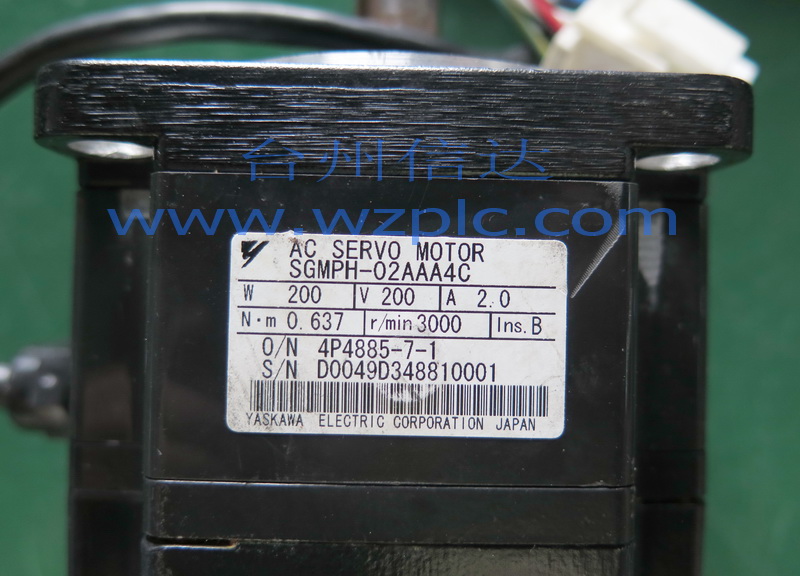 台州信达
www.wzplc.com
AC SERVO MOTOR
SGMPH-02AAA4C
W 200 V 200 A 2.0
N·m 0.637 r/min 3000 Ins. B
O/N 4P4885-7-1
S/N D0049D348810001
YASKAWA ELECTRIC CORPORATION JAPAN